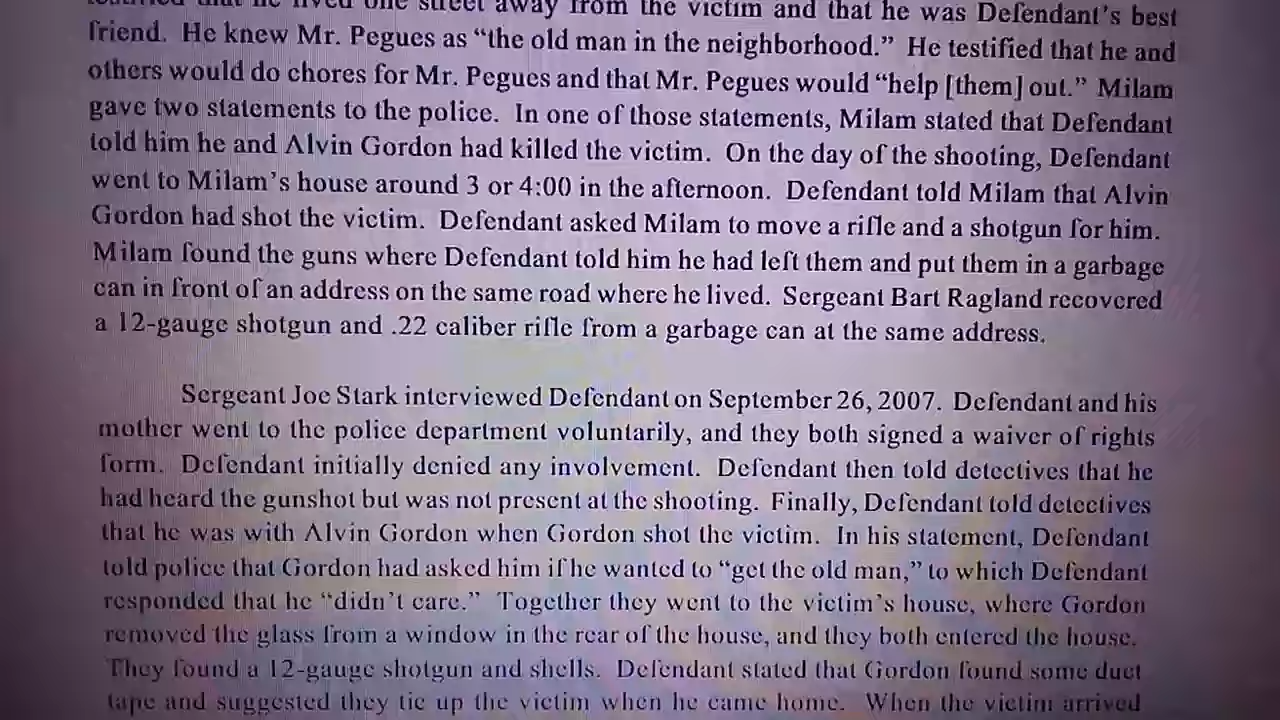 that he lived one street away from the victim and that he was Defendant's best
friend. He knew Mr. Pegues as “the old man in the neighborhood.” He testified that he and
others would do chores for Mr. Pegues and that Mr. Pegues would “help [them] out.” Milam
gave two statements to the police. In one of those statements, Milam stated that Defendant
told him he and Alvin Gordon had killed the victim. On the day of the shooting, Defendant
went to Milam's house around 3 or 4:00 in the afternoon. Defendant told Milam that Alvin
Gordon had shot the victim. Defendant asked Milam to move a rifle and a shotgun for him.
Milam found the guns where Defendant told him he had left them and put them in a garbage
can in front of an address on the same road where he lived. Sergeant Bart Ragland recovered
a 12-gauge shotgun and .22 caliber rifle from a garbage can at the same address.
Sergeant Joe Stark interviewed Defendant on September 26, 2007. Defendant and his
mother went to the police department voluntarily, and they both signed a waiver of rights
form. Defendant initially denied any involvement. Defendant then told detectives that he
had heard the gunshot but was not present at the shooting. Finally, Defendant told detectives
that he was with Alvin Gordon when Gordon shot the victim. In his statement, Defendant
told police that Gordon had asked him if he wanted to “get the old man,” to which Defendant
responded that he “didn't care.” Together they went to the victim's house, where Gordon
removed the glass from a window in the rear of the house, and they both entered the house.
They found a 12-gauge shotgun and shells. Defendant stated that Gordon found some duct
tape and suggested they tie up the victim when he came home. When the victim arrived